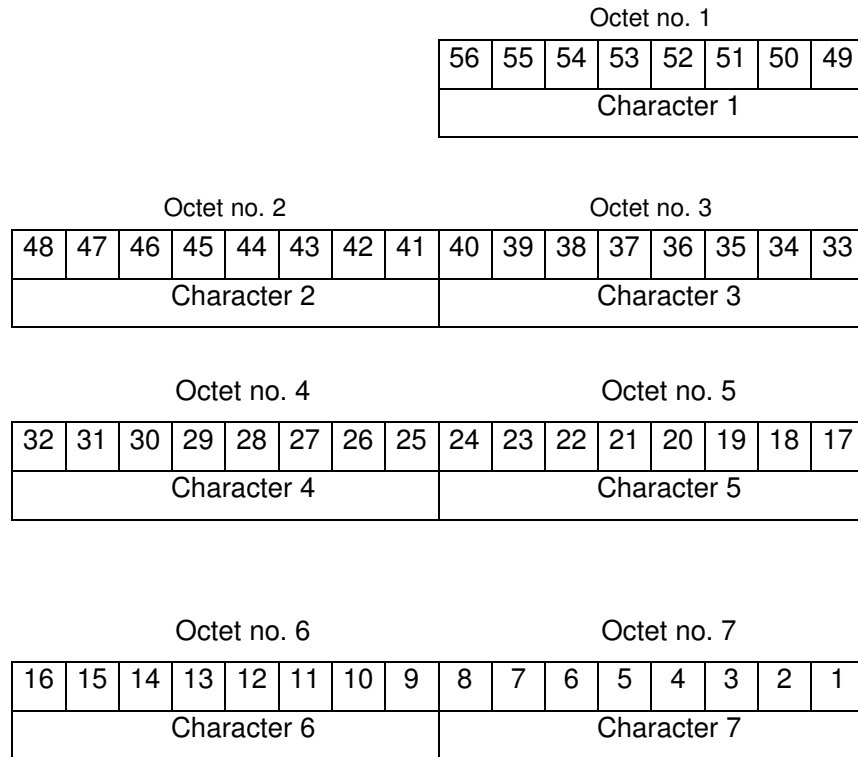 Octet no. 1
56 55 54 53 52 51 50 49
Character 1
Octet no. 2 Octet no. 3
48 47 46 45 44 43 42 41 40 39 38 37 36 35 34 33
Character 2 Character 3
Octet no. 4 Octet no. 5
32 31 30 29 28 27 26 25 24 23 22 21 20 19 18 17
Character 4 Character 5
Octet no. 6 Octet no. 7
16 15 14 13 12 11 10 9 8 7 6 5 4 3 2 1
Character 6 Character 7